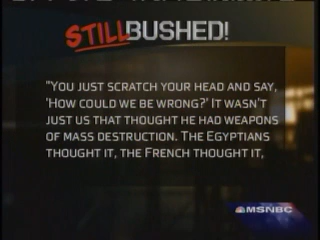 STILL BUSHED!
"YOU JUST SCRATCH YOUR HEAD AND SAY,
'HOW COULD WE BE WRONG?' IT WASN'T
JUST US THAT THOUGHT HE HAD WEAPONS
OF MASS DESTRUCTION. THE EGYPTIANS
THOUGHT IT, THE FRENCH THOUGHT IT,
MSNBC